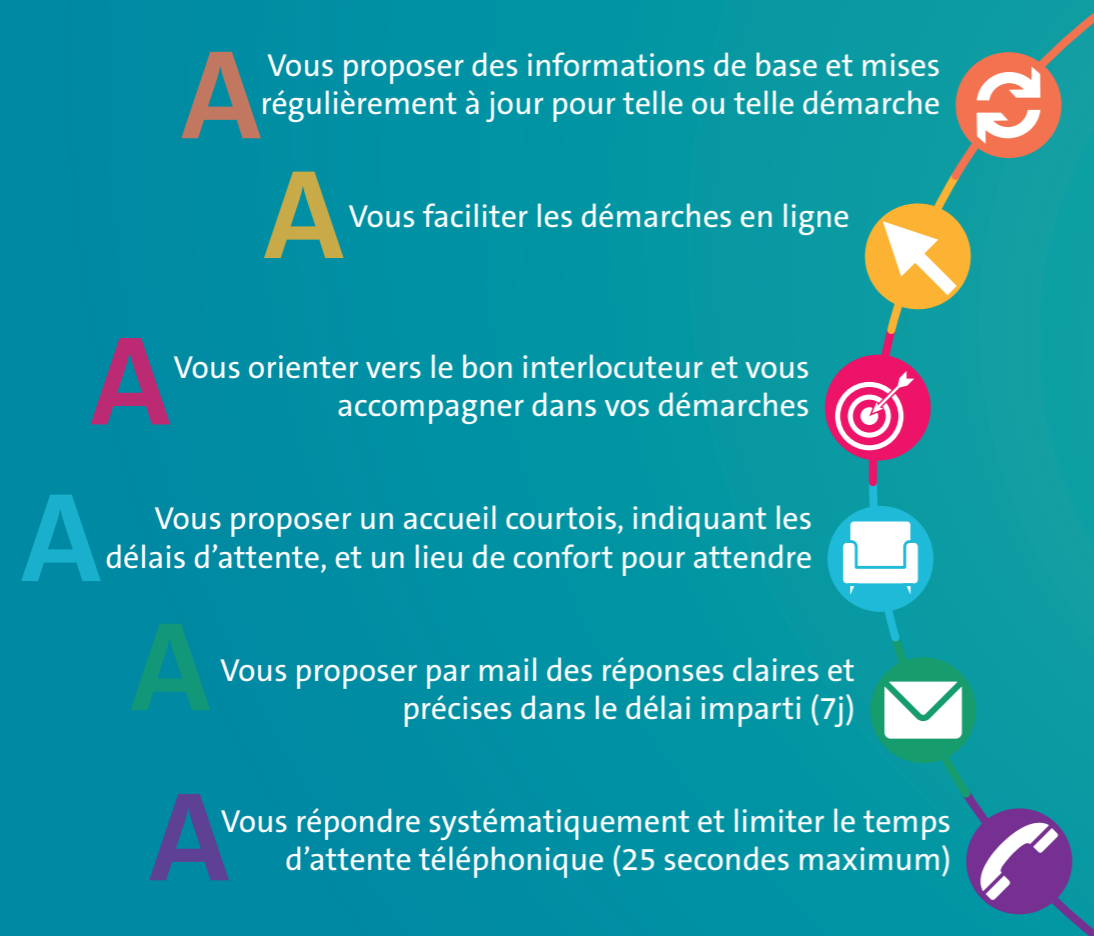 A Vous proposer des informations de base et mises
régulièrement à jour pour telle ou telle démarche
A Vous faciliter les démarches en ligne
A Vous orienter vers le bon interlocuteur et vous
accompagner dans vos démarches
A Vous proposer un accueil courtois, indiquant les
délais d’attente, et un lieu de confort pour attendre
A Vous proposer par mail des réponses claires et
précises dans le délai imparti (7j)
A Vous répondre systématiquement et limiter le temps
d’attente téléphonique (25 secondes maximum)